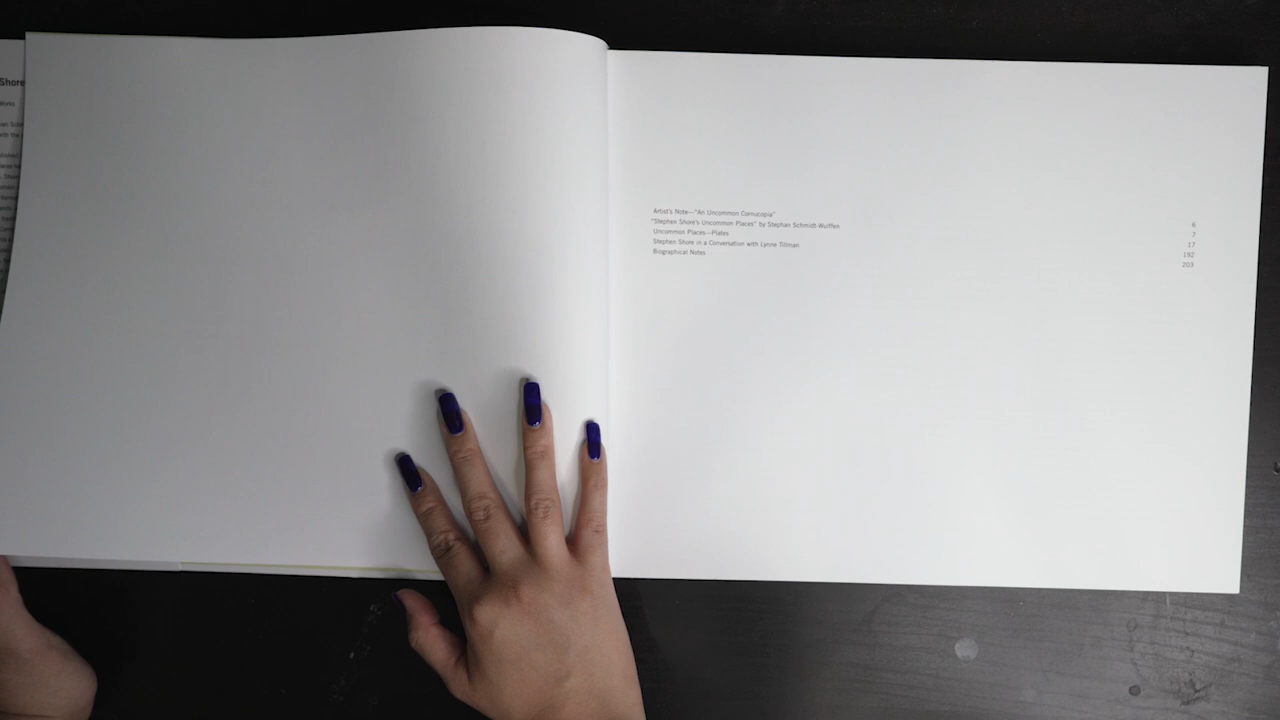 Shore
Works
Artist's Note—"An Uncommon Cornucopia"
"Stephen Shore's Uncommon Places" by Stephan Schmidt-Wulffen 6
Uncommon Places—Plates 7
Stephen Shore in a Conversation with Lynne Tillman 17
Biographical Notes 192
203